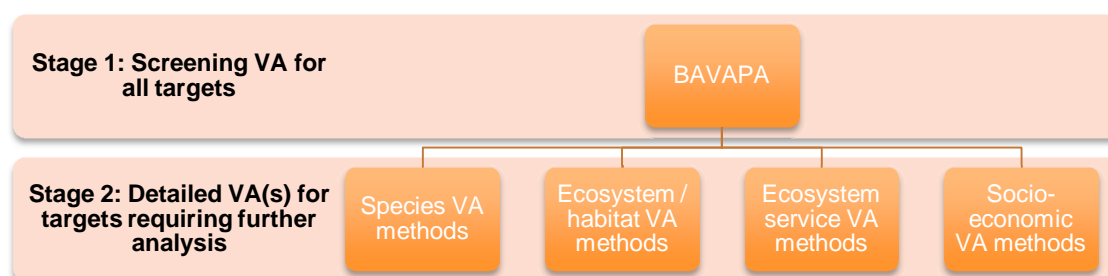 Stage 1: Screening VA for
all targets
BAVAPA
Stage 2: Detailed VA(s) for
targets requiring further
analysis
Species VA
methods
Ecosystem /
habitat VA
methods
Ecosystem
service VA
methods
Socio-
economic
VA methods